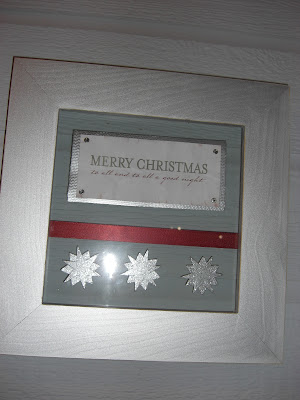 MERRY CHRISTMAS
to all and to all a good night